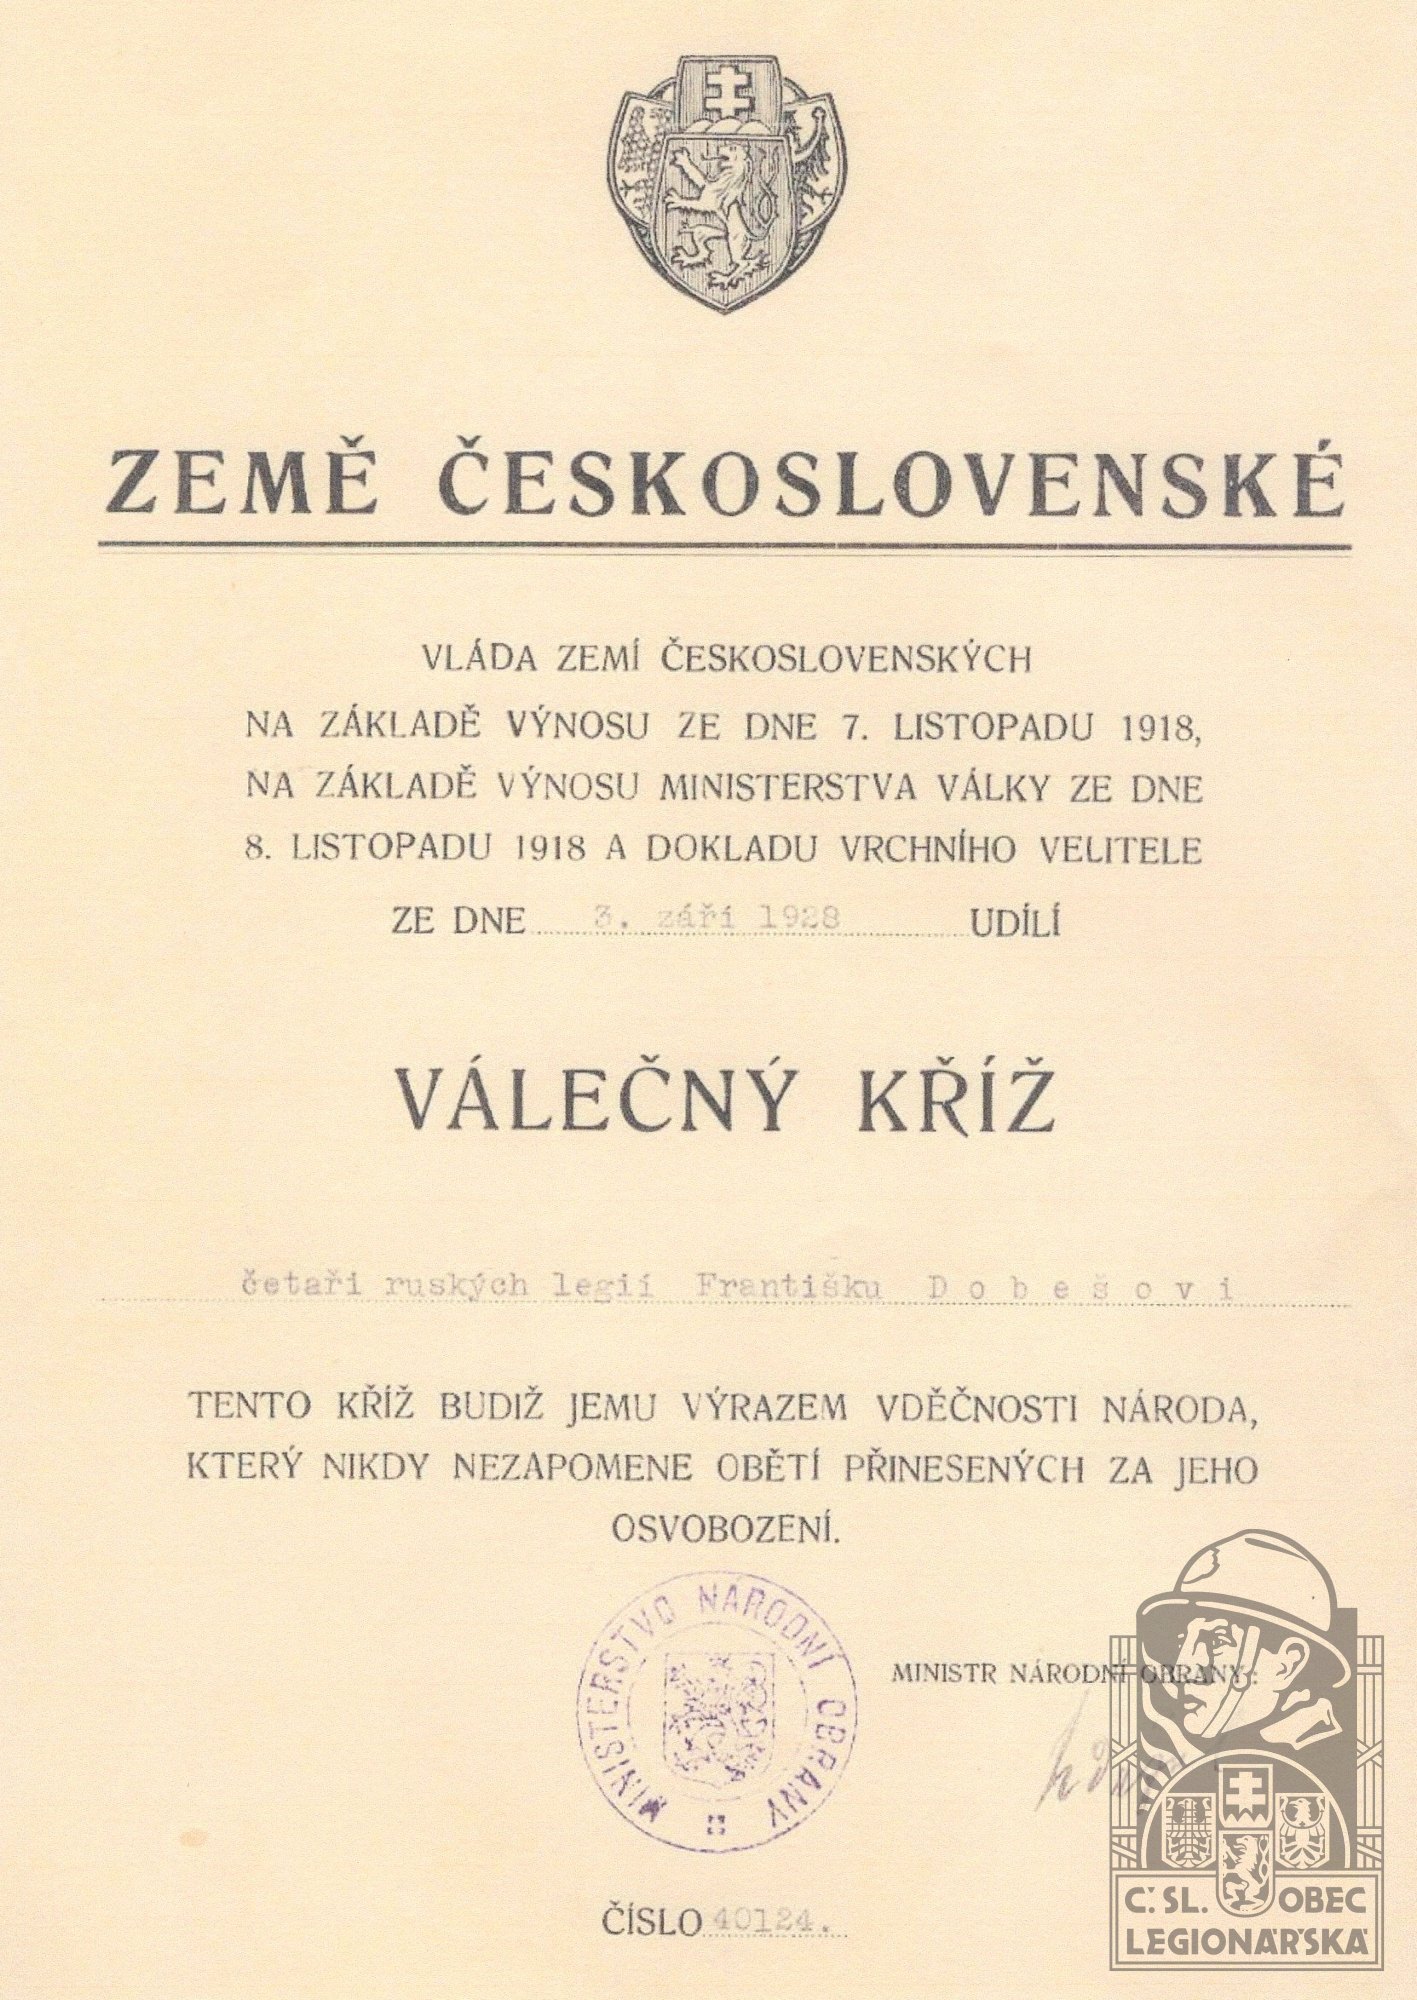 ZEMĚ ČESKOSLOVENSKÉ
VLÁDA ZEMÍ ČESKOSLOVENSKÝCH
NA ZÁKLADĚ VÝNOSU ZE DNE 7. LISTOPADU 1918,
NA ZÁKLADĚ VÝNOSU MINISTERSTVA VÁLKY ZE DNE
8. LISTOPADU 1918 A DOKLADU VRCHNÍHO VELITELE
ZE DNE 3. září 1928 UDÍLÍ
VÁLEČNÝ KŘÍŽ
četaři ruských legií Františku Dobešovi
TENTO KŘÍŽ BUDIŽ JEMU VÝRAZEM VDĚČNOSTI NÁRODA,
KTERÝ NIKDY NEZAPOMENE OBĚTÍ PŘINESENÝCH ZA JEHO
OSVOBOZENÍ.
MINISTERSTVO NÁRODNÍ OBRANY
MINISTR NÁRODNÍ OBRANY:
ČÍSLO 40124.
Č.SL. OBEC
LEGIONÁŘSKÁ